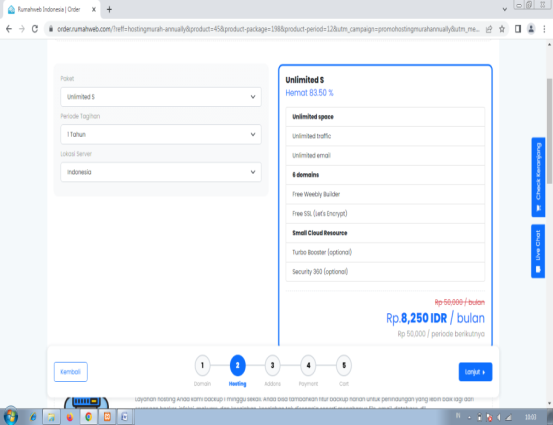 Rumahweb Indonesia | Order
order.rumahweb.com/?reff=hostingmurah-annually&product=45&product-package=198&product-period=12&utm_campaign=promohostingmurahannually&utm_me...
Paket
Unlimited S
Periode Tagihan
1 Tahun
Lokasi Server
Indonesia
Unlimited S
Hemat 83.50 %
Unlimited space
Unlimited traffic
Unlimited email
6 domains
Free Weebly Builder
Free SSL (Let's Encrypt)
Small Cloud Resource
Turbo Booster (optional)
Security 360 (optional)
Rp 50,000 / bulan
Rp.8,250 IDR / bulan
Rp 50,000 / periode berikutnya
Check Keranjang
Live Chat
Kembali
1
2
3
4
5
Domain
Hosting
Addons
Payment
Cart
Lanjut
Layanan hosting Anda kami backup 1 minggu sekali. Anda bisa tambahkan fitur backup harian untuk perlindungan yang lebih baik lagi dari
18:03